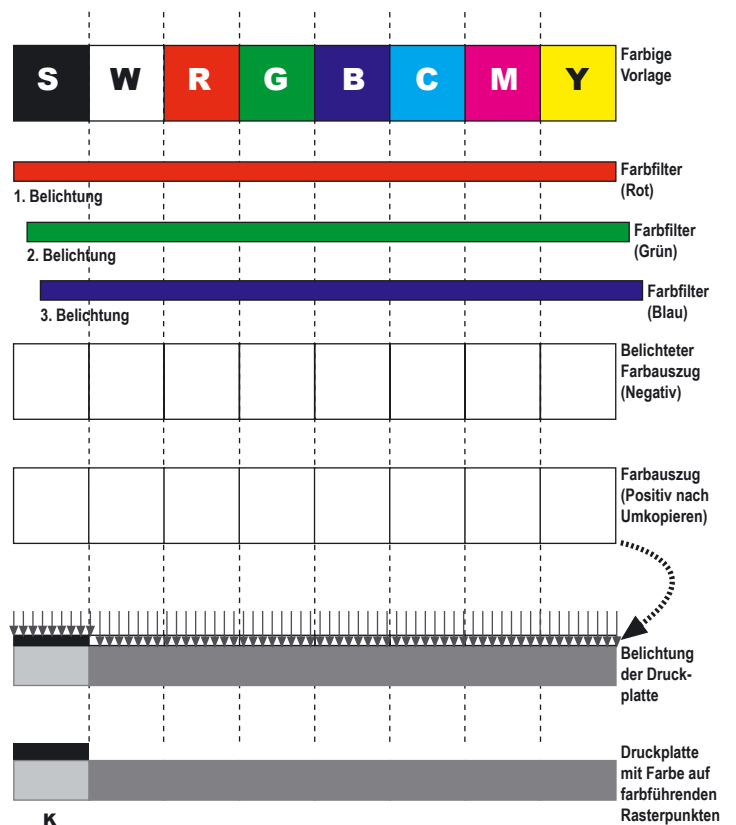 S W R G B C M Y
Farbige
Vorlage
Farbfilter
(Rot)
1. Belichtung
Farbfilter
(Grün)
2. Belichtung
Farbfilter
(Blau)
3. Belichtung
Belichteter
Farbauszug
(Negativ)
Farbauszug
(Positiv nach
Umkopieren)
Belichtung
der Druck-
platte
Druckplatte
mit Farbe auf
farbführenden
Rasterpunkten
K